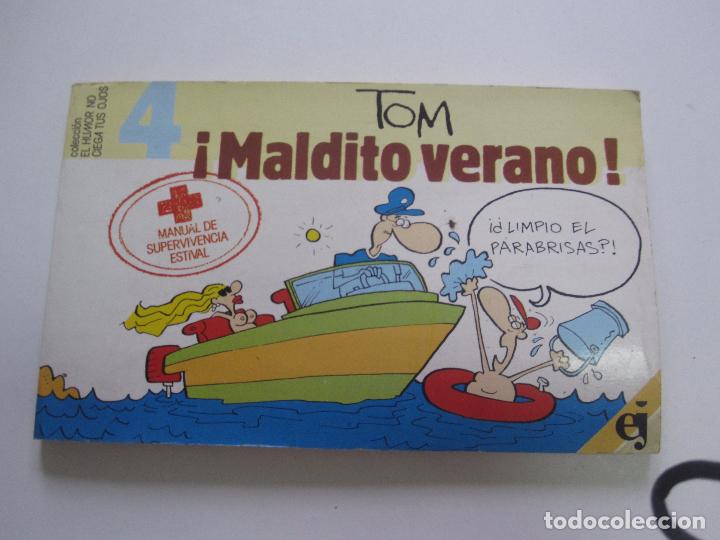 colección
EL HUMOR NO
CIEGA TUS OJOS
4
TOM
¡Maldito verano!
MANUAL DE
SUPERVIVENCIA
ESTIVAL
¡¿LIMPIO EL
PARABRISAS?!
ej
todocoleccion